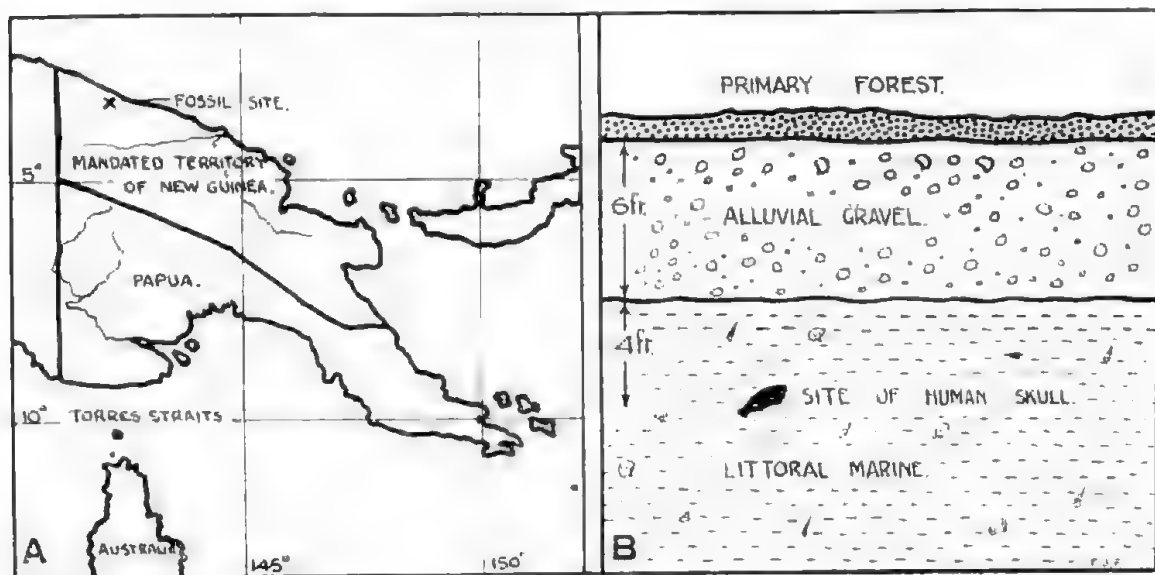 FOSSIL SITE.
MANDATED TERRITORY
OF NEW GUINEA.
5°
PAPUA.
10°
TORRES STRAITS
AUSTRALIA
A
145°
150°
PRIMARY FOREST.
6FT.
ALLUVIAL GRAVEL.
4FT.
SITE OF HUMAN SKULL.
LITTORAL MARINE.
B